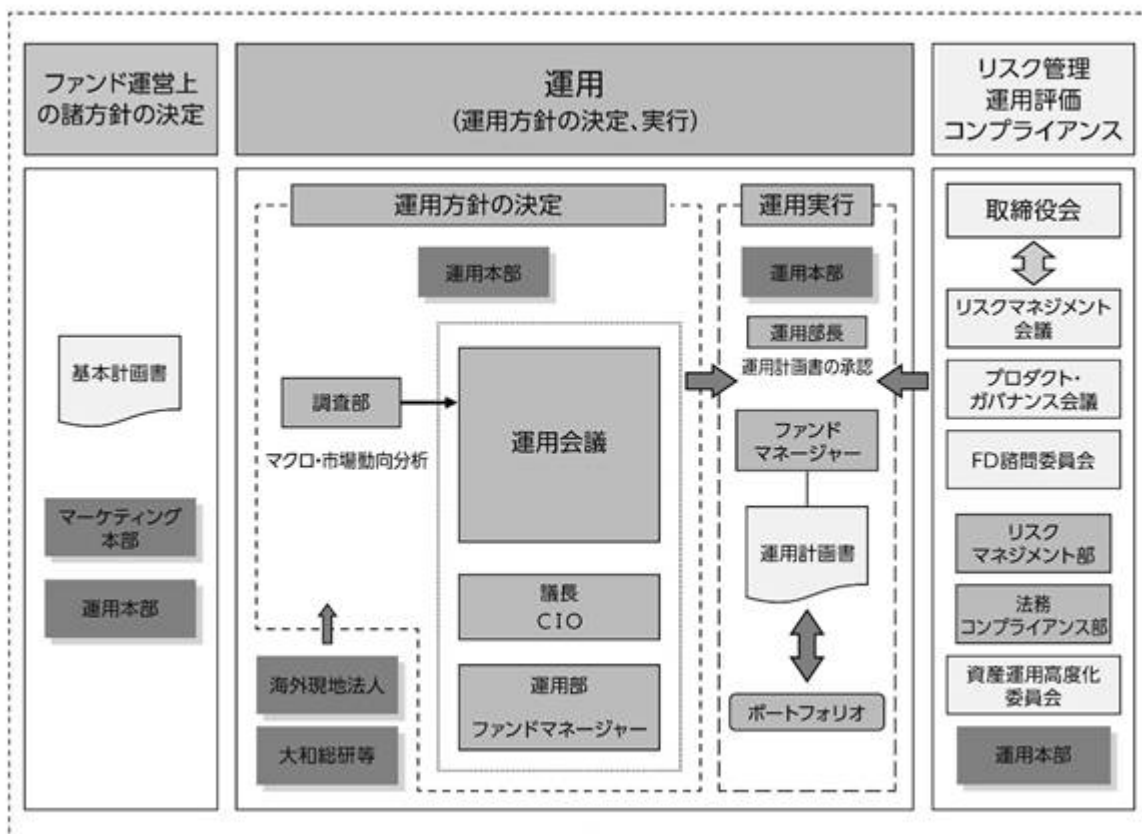 ファンド運営上
の諸方針の決定
運用
(運用方針の決定、実行)
リスク管理
運用評価
コンプライアンス
基本計画書
マーケティング
本部
運用本部
運用方針の決定
運用本部
調査部
マクロ・市場動向分析
運用会議
議長
CIO
運用部
ファンドマネージャー
海外現地法人
大和総研等
運用実行
運用本部
運用部長
運用計画書の承認
ファンド
マネージャー
運用計画書
ポートフォリオ
取締役会
リスクマネジメント
会議
プロダクト・
ガバナンス会議
FD諮問委員会
リスク
マネジメント部
法務
コンプライアンス部
資産運用高度化
委員会
運用本部